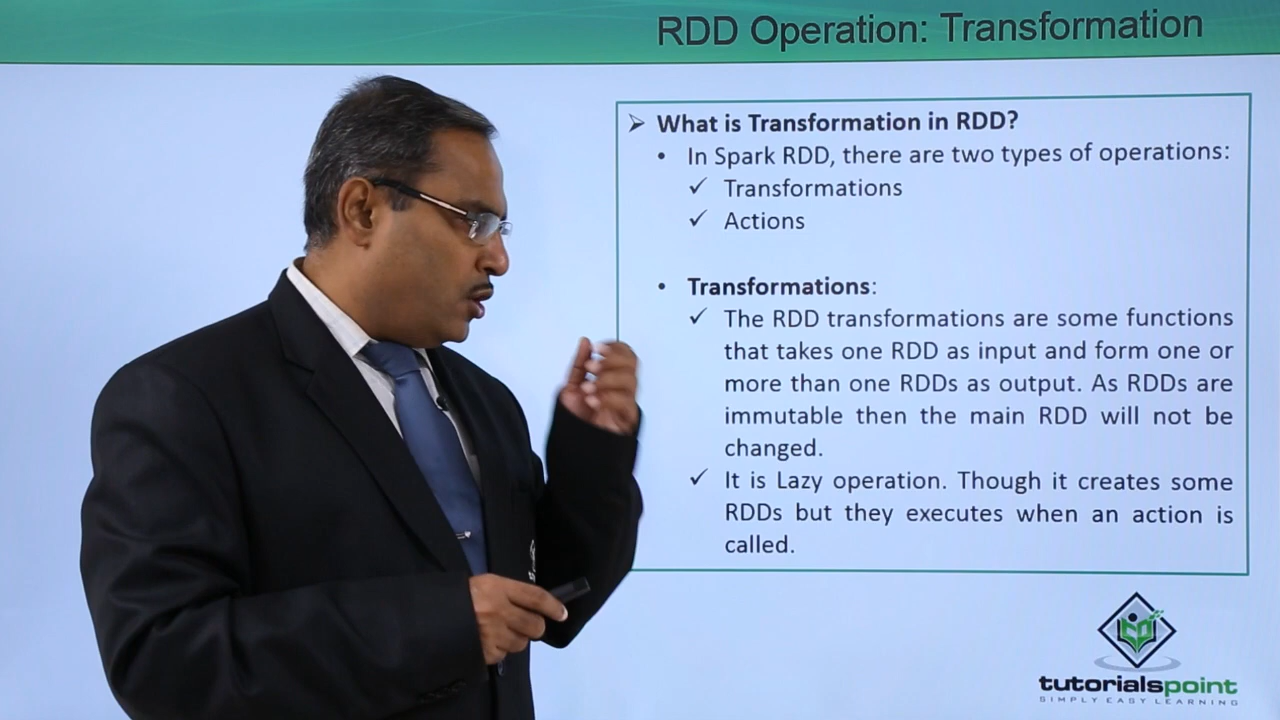 RDD Operation: Transformation
➢ What is Transformation in RDD?
• In Spark RDD, there are two types of operations:
✓ Transformations
✓ Actions
• Transformations:
✓ The RDD transformations are some functions
that takes one RDD as input and form one or
more than one RDDs as output. As RDDs are
immutable then the main RDD will not be
changed.
✓ It is Lazy operation. Though it creates some
RDDs but they executes when an action is
called.
tutorialspoint
SIMPLY EASY LEARNING